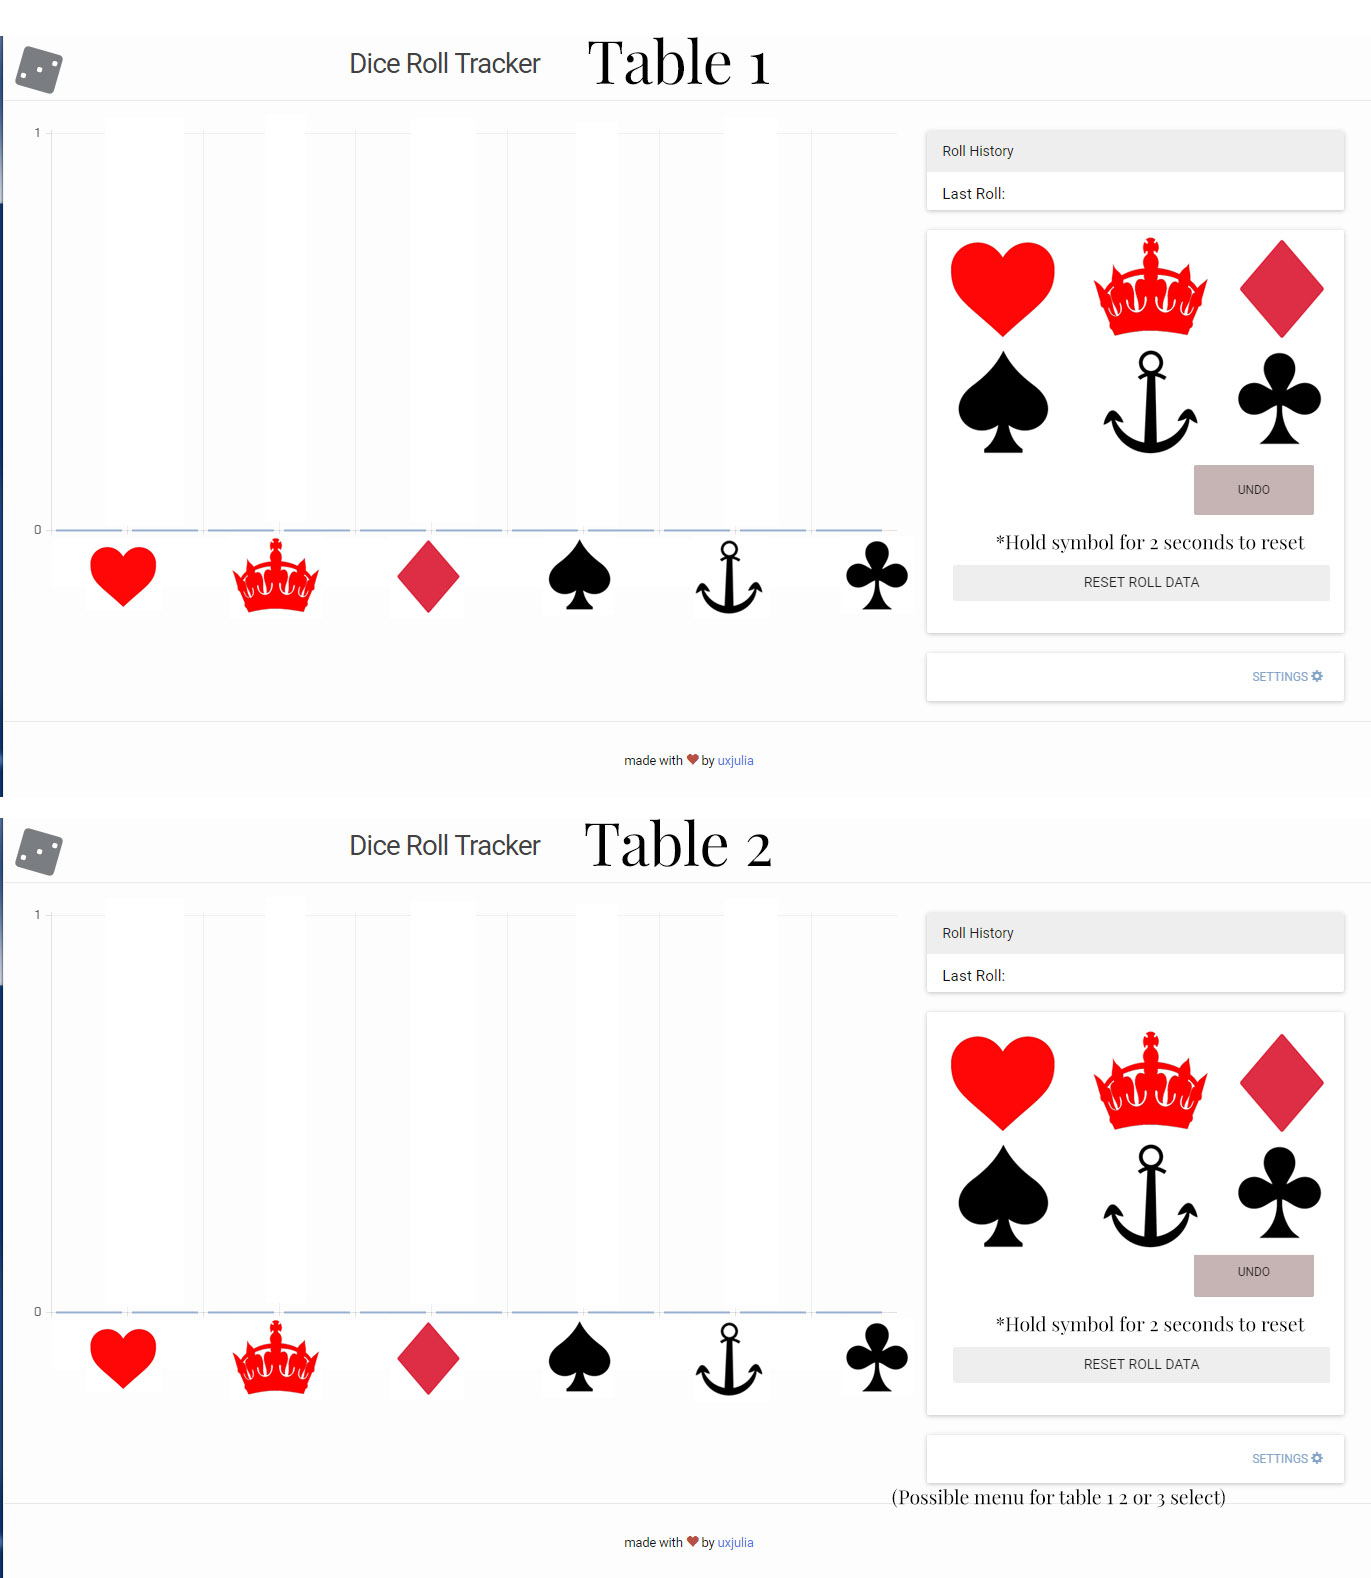 Dice Roll Tracker Table 1
1
Roll History
Last Roll:
UNDO
0
*Hold symbol for 2 seconds to reset
RESET ROLL DATA
SETTINGS
made with by uxjulia
Dice Roll Tracker Table 2
1
Roll History
Last Roll:
UNDO
0
*Hold symbol for 2 seconds to reset
RESET ROLL DATA
SETTINGS
(Possible menu for table 1 2 or 3 select)
made with by uxjulia